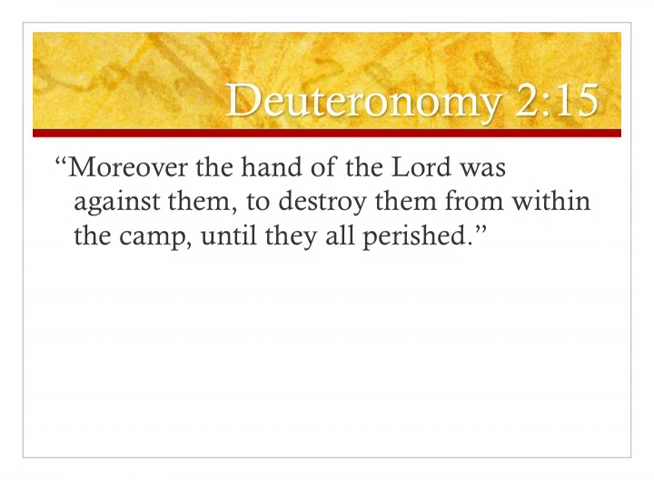 Deuteronomy 2:15
“Moreover the hand of the Lord was
against them, to destroy them from within
the camp, until they all perished.”